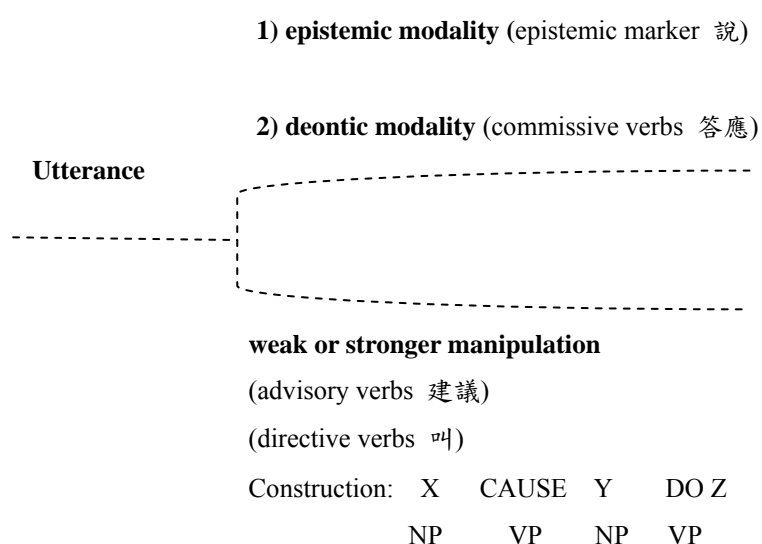 1) epistemic modality (epistemic marker 說)
2) deontic modality (commissive verbs 答應)
Utterance
weak or stronger manipulation
(advisory verbs 建議)
(directive verbs 叫)
Construction: X CAUSE Y DO Z
NP VP NP VP